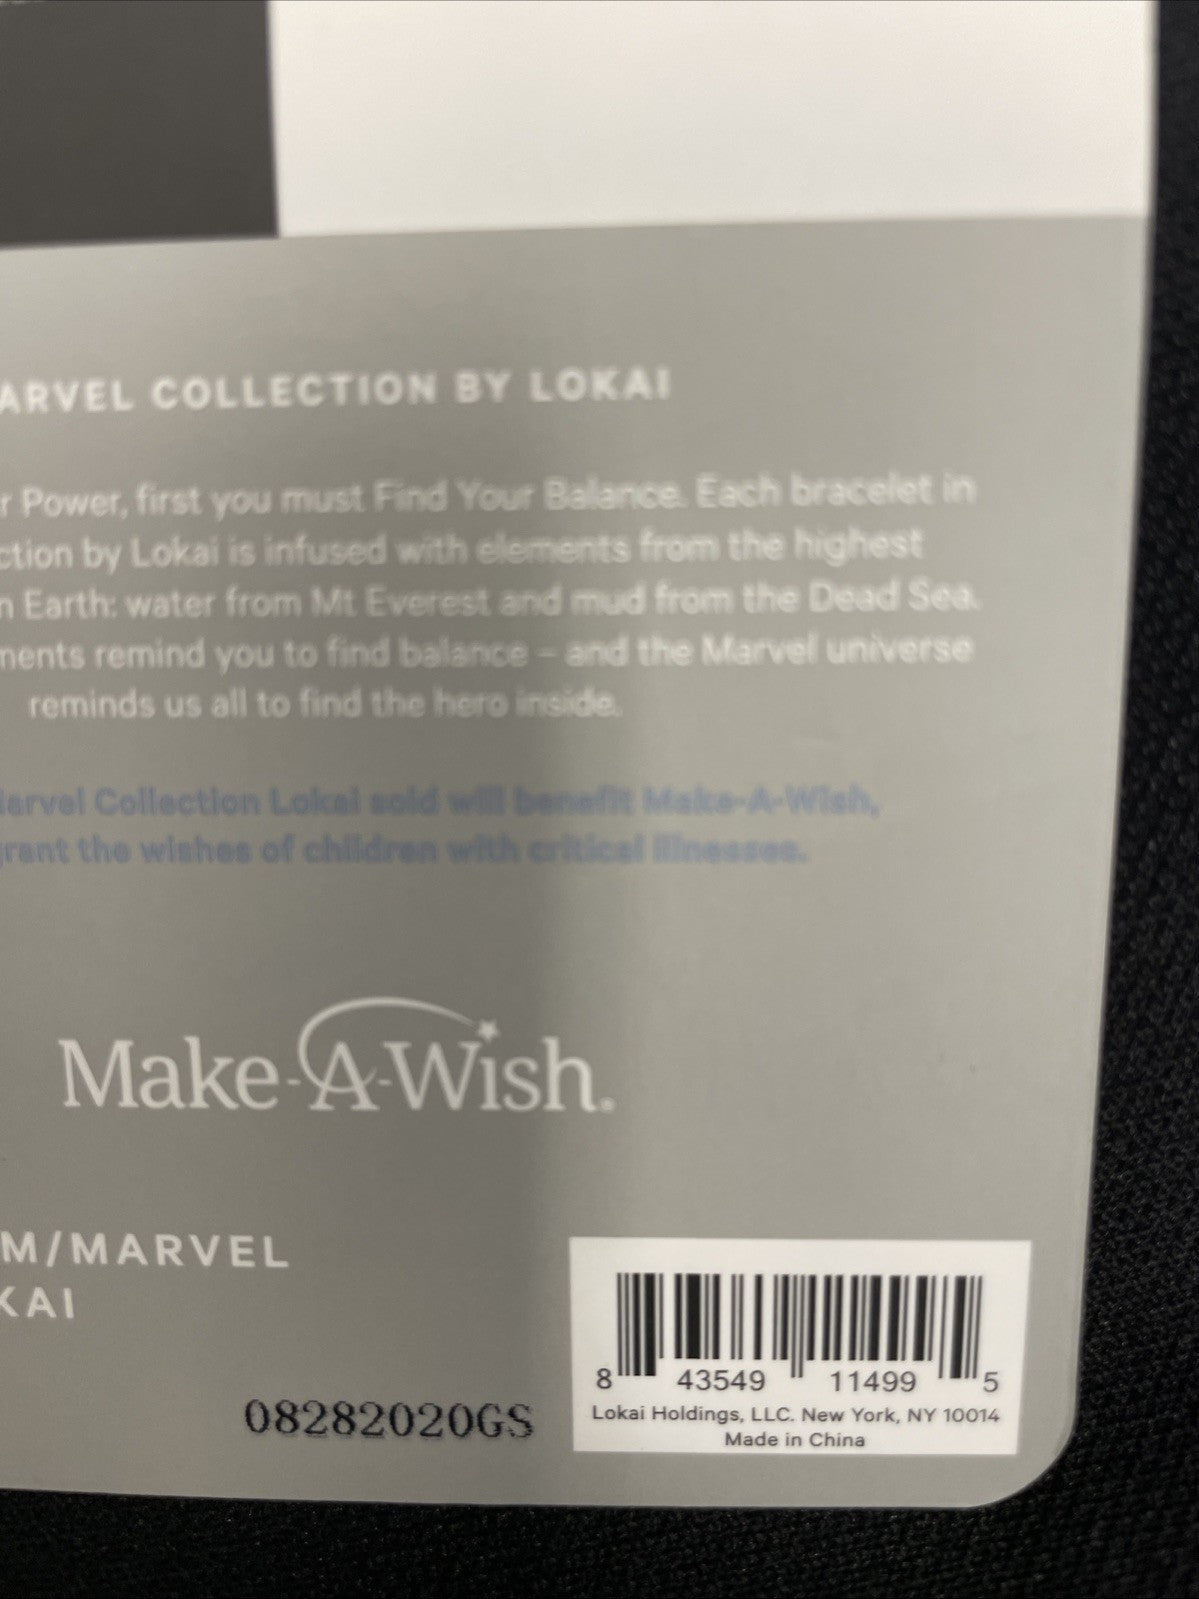 ARVEL COLLECTION BY LOKAI
r Power, first you must Find Your Balance. Each bracelet in
ction by Lokai is infused with elements from the highest
n Earth: water from Mt Everest and mud from the Dead Sea.
ments remind you to find balance – and the Marvel universe
reminds us all to find the hero inside.
arvel Collection Lokai sold will benefit Make-A-Wish,
grant the wishes of children with critical illnesses.
Make-A-Wish®
M/MARVEL
KAI
08282020GS
8 43549 11499 5
Lokai Holdings, LLC. New York, NY 10014
Made in China